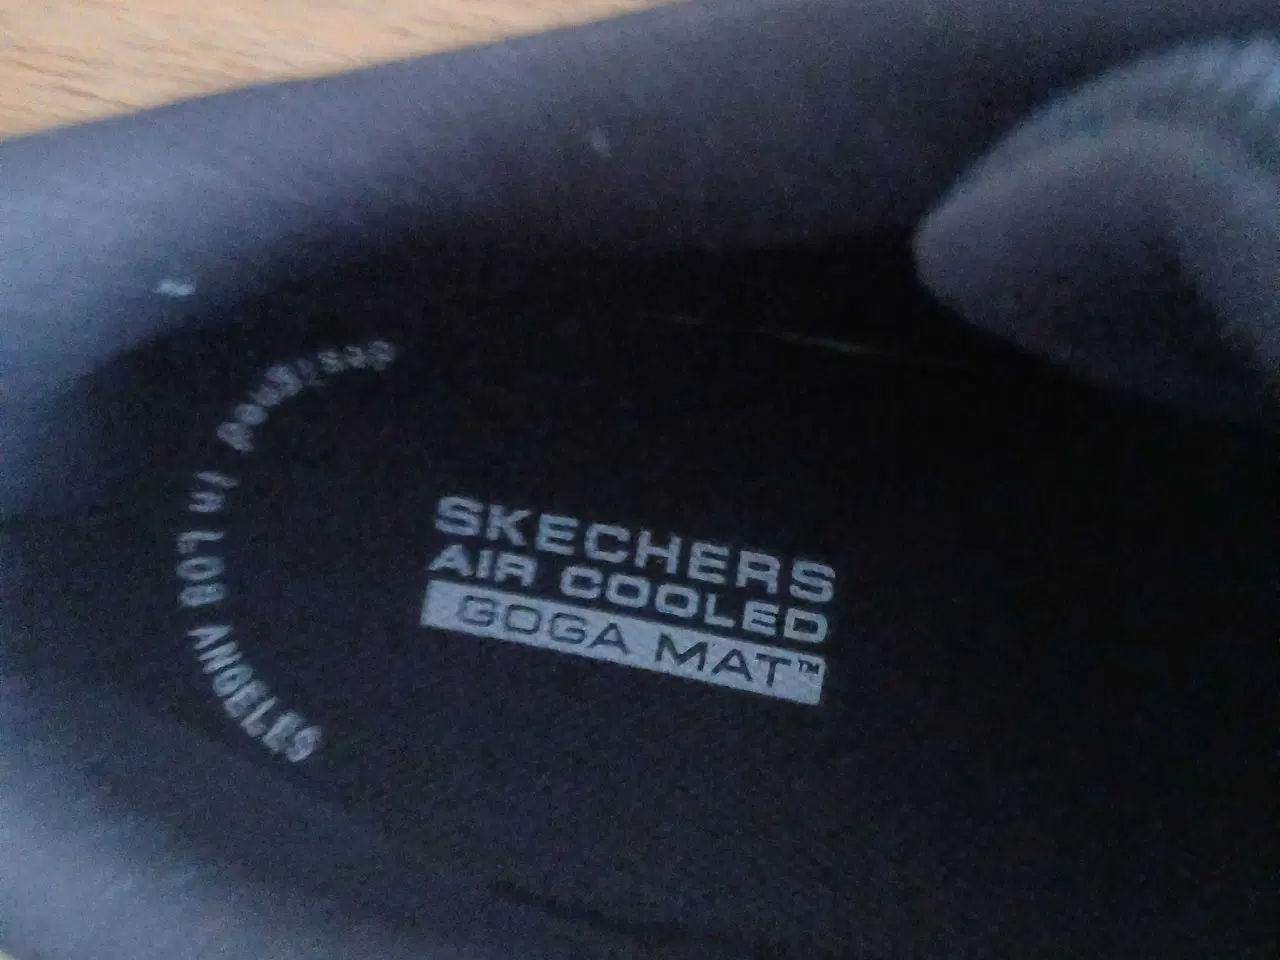 SKECHERS
AIR COOLED
GOGA MAT™
Designed in LOS ANGELES